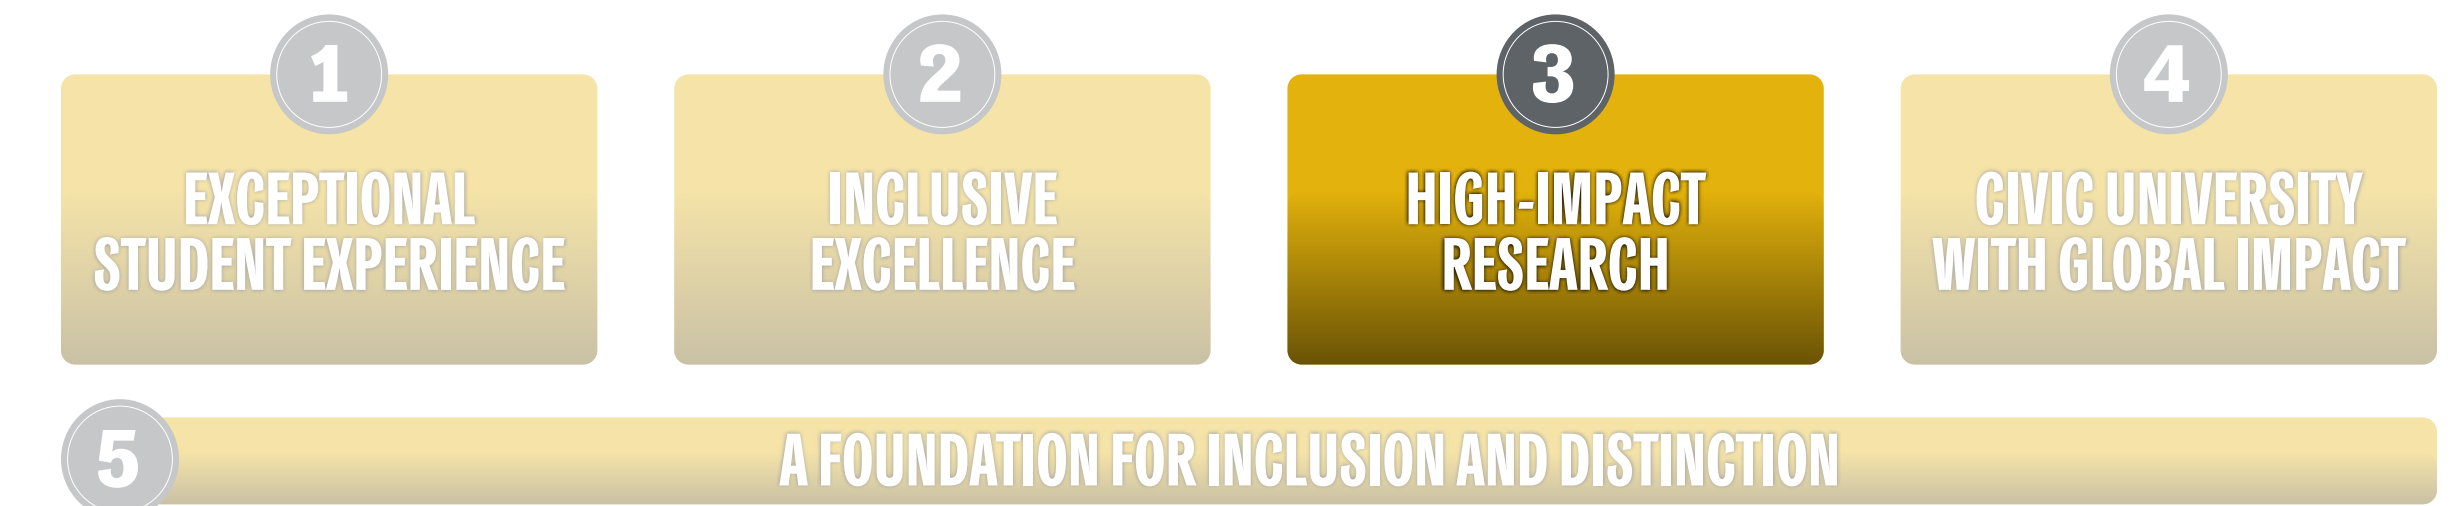 1
EXCEPTIONAL
STUDENT EXPERIENCE
2
INCLUSIVE
EXCELLENCE
3
HIGH-IMPACT
RESEARCH
4
CIVIC UNIVERSITY
WITH GLOBAL IMPACT
5
A FOUNDATION FOR INCLUSION AND DISTINCTION